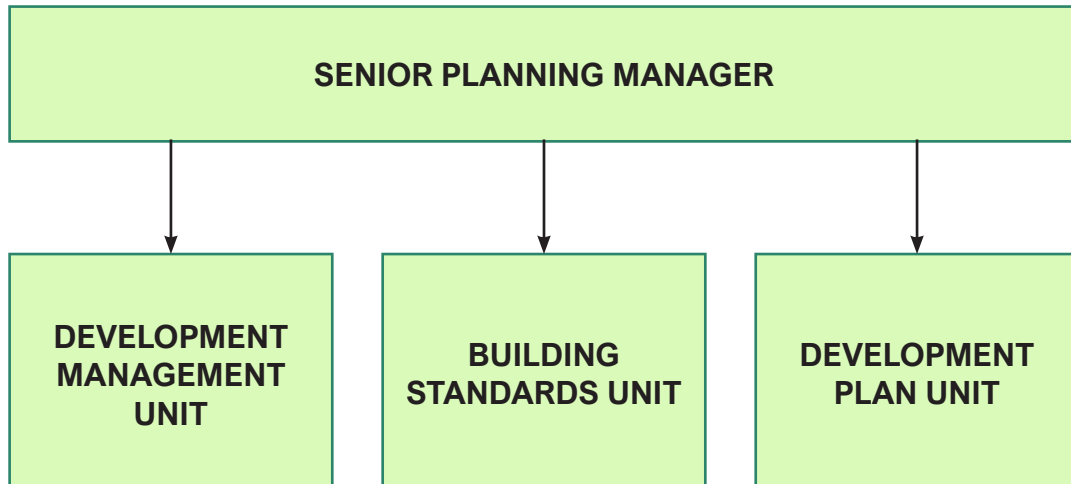 SENIOR PLANNING MANAGER
DEVELOPMENT
MANAGEMENT
UNIT
BUILDING
STANDARDS UNIT
DEVELOPMENT
PLAN UNIT